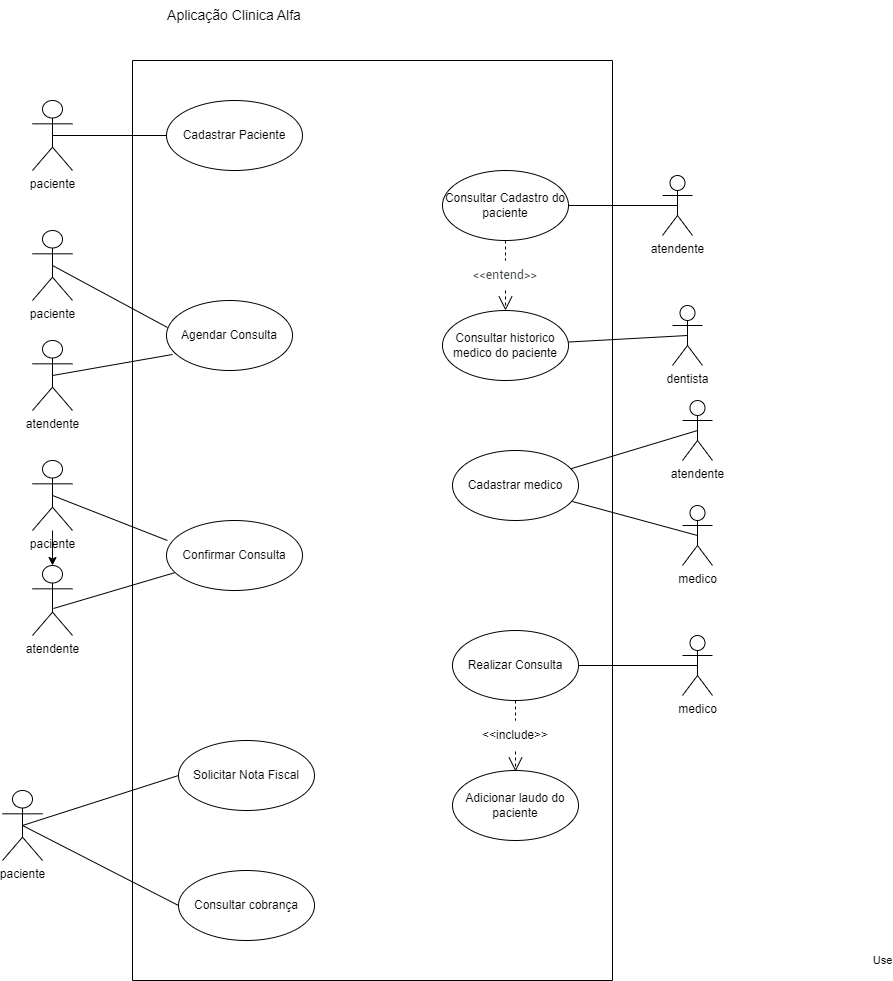 Aplicação Clinica Alfa
Cadastrar Paciente
paciente
Consultar Cadastro do
paciente
atendente
<<entend>>
paciente
Agendar Consulta
Consultar historico
medico do paciente
dentista
atendente
atendente
Cadastrar medico
paciente
Confirmar Consulta
medico
atendente
Realizar Consulta
medico
<<include>>
Solicitar Nota Fiscal
Adicionar laudo do
paciente
paciente
Consultar cobrança
Use